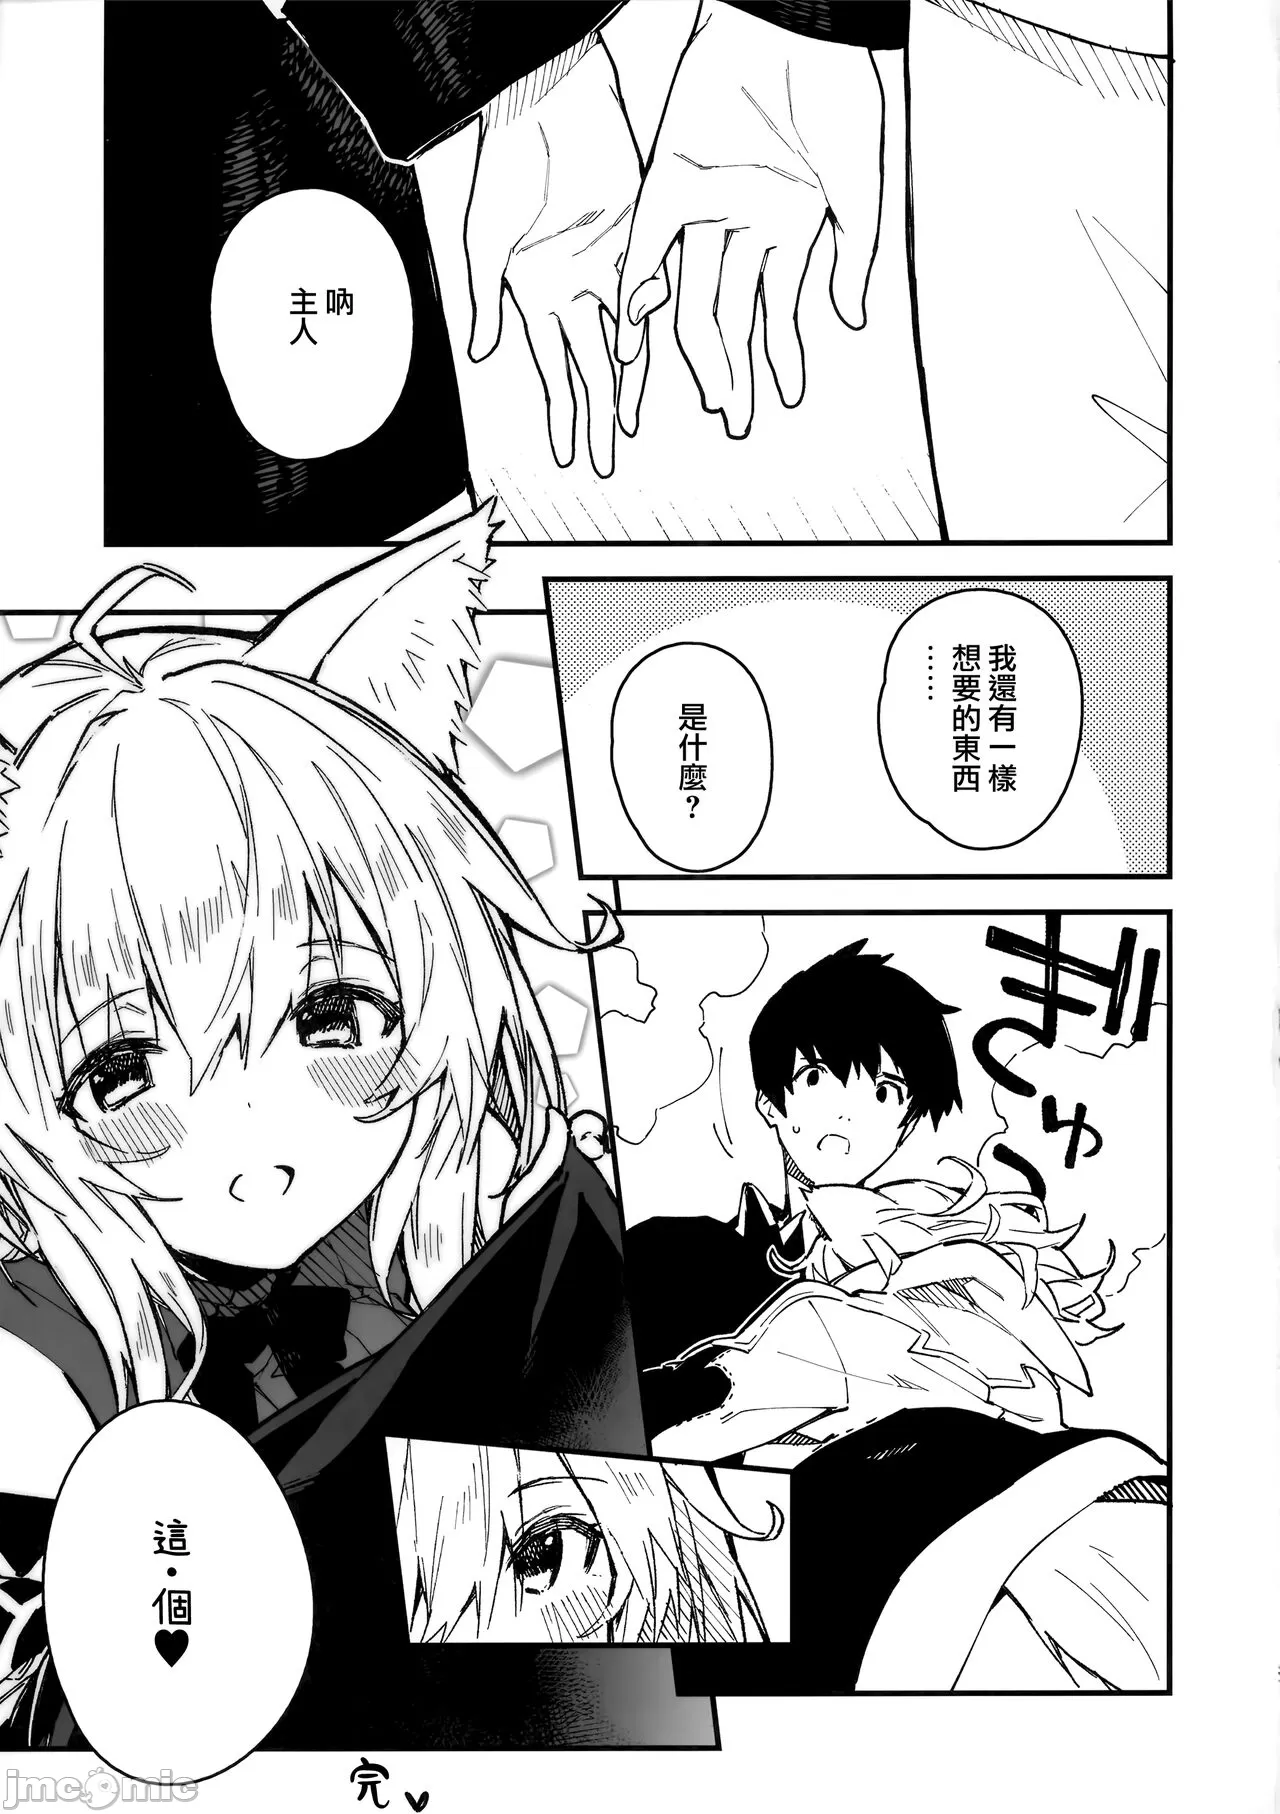 吶
主人
我還有一樣
想要的東西
……
是什麼?
ぎゅっ
這・個♥
完
jmcomic